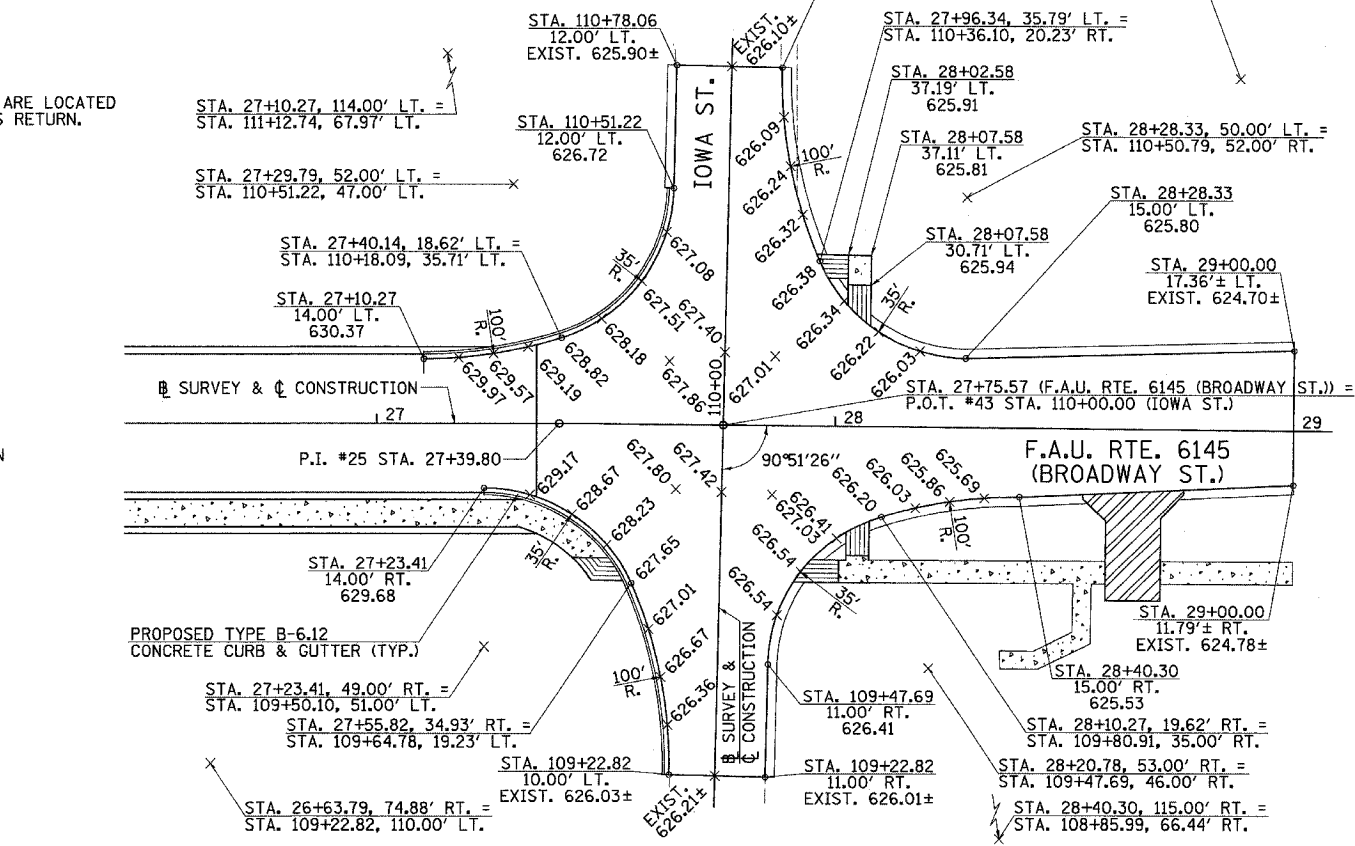 STA. 110+78.06
12.00' LT.
EXIST. 625.90±
EXIST.
626.10±
STA. 27+96.34, 35.79' LT. =
STA. 110+36.10, 20.23' RT.
ARE LOCATED
S RETURN.
STA. 27+10.27, 114.00' LT. =
STA. 111+12.74, 67.97' LT.
STA. 110+51.22
12.00' LT.
626.72
IOWA ST.
626.09
100'
R.
626.24
626.32
626.38
STA. 28+02.58
37.19' LT.
625.91
STA. 28+07.58
37.11' LT.
625.81
STA. 28+28.33, 50.00' LT. =
STA. 110+50.79, 52.00' RT.
STA. 27+29.79, 52.00' LT. =
STA. 110+51.22, 47.00' LT.
STA. 28+28.33
15.00' LT.
625.80
STA. 28+07.58
30.71' LT.
625.94
STA. 27+40.14, 18.62' LT. =
STA. 110+18.09, 35.71' LT.
35'
R.
627.08
627.51
627.40
628.18
628.82
627.86
627.01
626.34
35'
R.
626.22
626.03
STA. 29+00.00
17.36'± LT.
EXIST. 624.70±
STA. 27+10.27
14.00' LT.
630.37
100'
R.
629.97
629.57
629.19
110+00
B SURVEY & C CONSTRUCTION
27
28
29
STA. 27+75.57 (F.A.U. RTE. 6145 (BROADWAY ST.)) =
P.O.T. #43 STA. 110+00.00 (IOWA ST.)
N
P.I. #25 STA. 27+39.80
90°51'26"
F.A.U. RTE. 6145
(BROADWAY ST.)
629.17
628.67
628.23
627.80
627.42
627.65
627.01
626.67
626.36
627.03
626.41
626.54
626.54
626.20
626.03
625.86
625.69
100'
R.
35'
R.
35'
R.
100'
R.
STA. 27+23.41
14.00' RT.
629.68
PROPOSED TYPE B-6.12
CONCRETE CURB & GUTTER (TYP.)
STA. 27+23.41, 49.00' RT. =
STA. 109+50.10, 51.00' LT.
STA. 27+55.82, 34.93' RT. =
STA. 109+64.78, 19.23' LT.
STA. 26+63.79, 74.88' RT. =
STA. 109+22.82, 110.00' LT.
STA. 109+22.82
10.00' LT.
EXIST. 626.03±
EXIST.
626.21±
B SURVEY &
C CONSTRUCTION
STA. 109+47.69
11.00' RT.
626.41
STA. 109+22.82
11.00' RT.
EXIST. 626.01±
STA. 29+00.00
11.79'± RT.
EXIST. 624.78±
STA. 28+40.30
15.00' RT.
625.53
STA. 28+10.27, 19.62' RT. =
STA. 109+80.91, 35.00' RT.
STA. 28+20.78, 53.00' RT. =
STA. 109+47.69, 46.00' RT.
STA. 28+40.30, 115.00' RT. =
STA. 108+85.99, 66.44' RT.